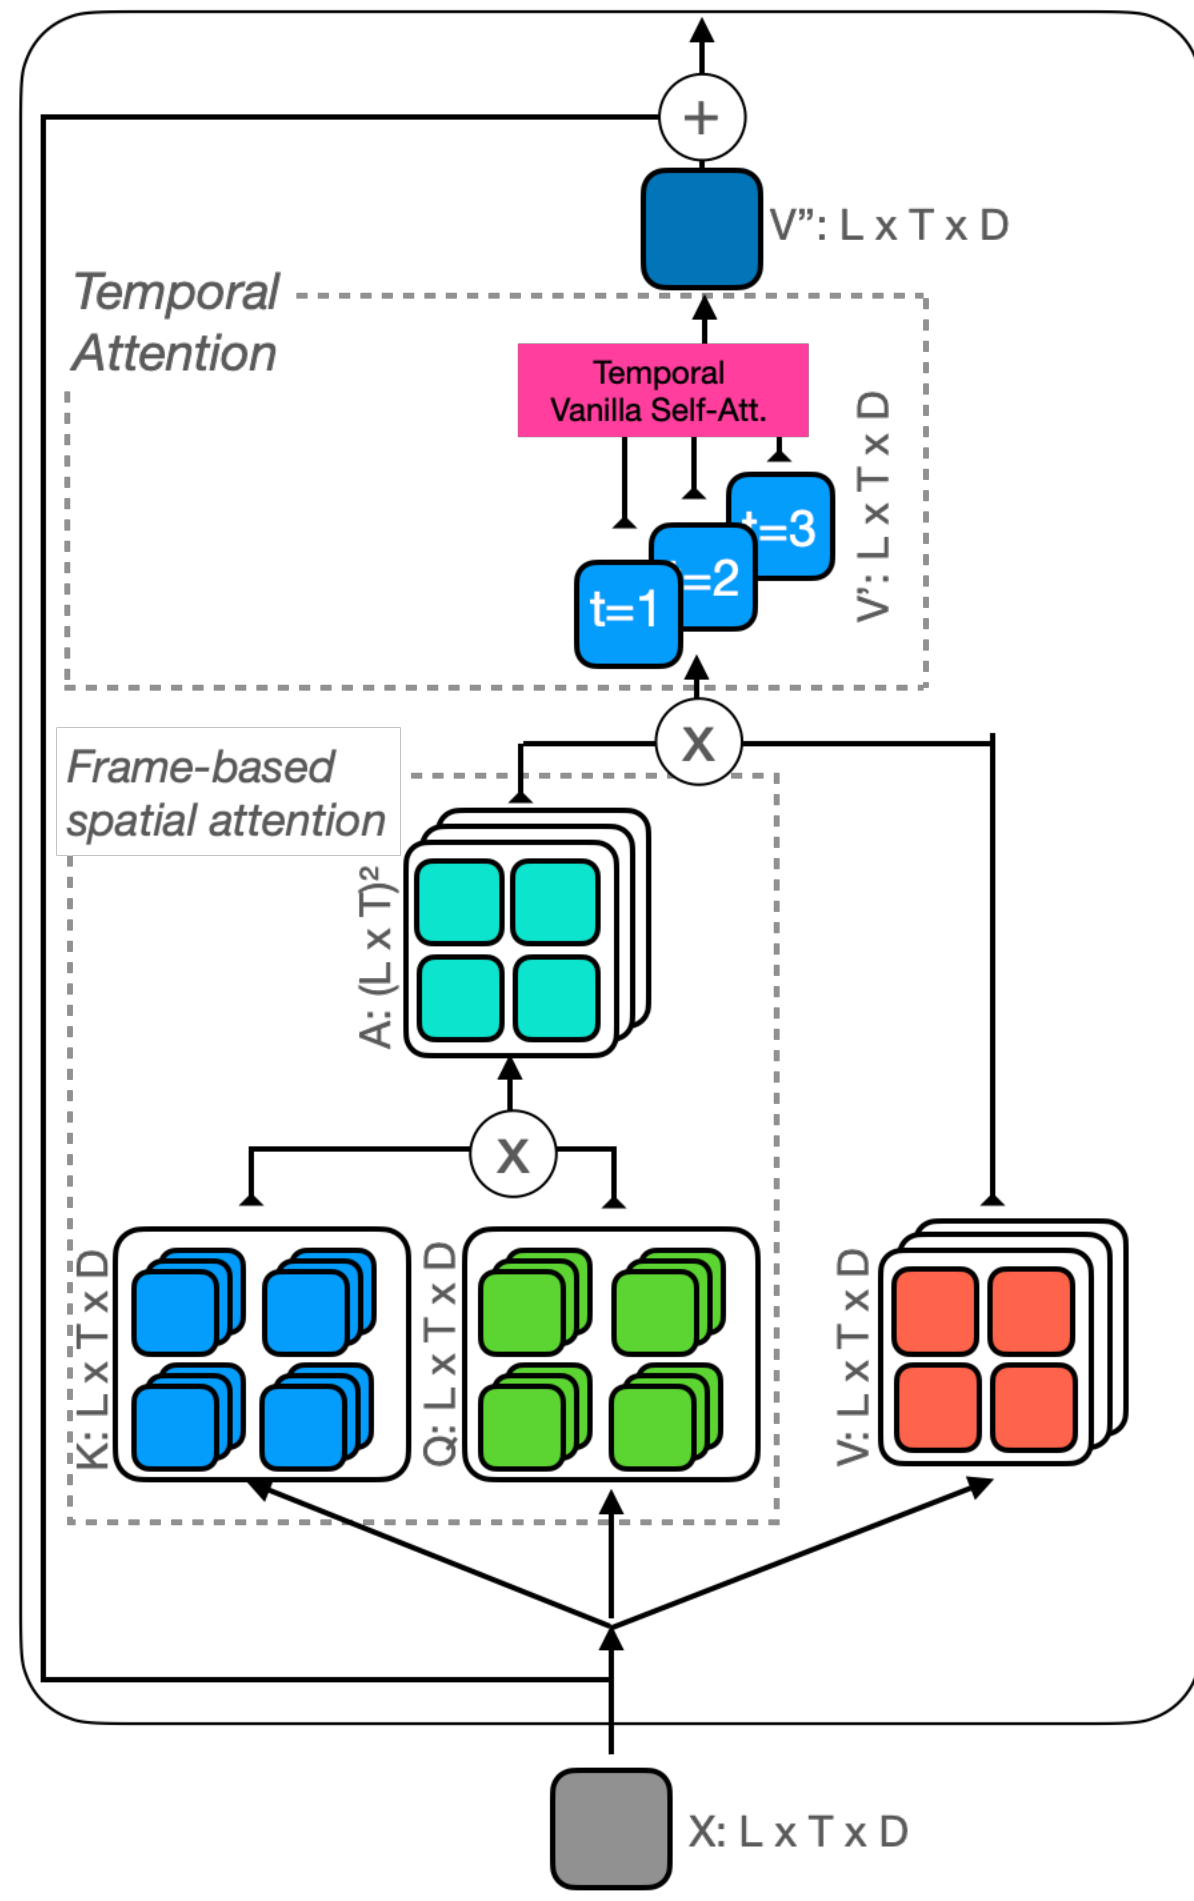 +
V”: L x T x D
Temporal
Attention
Temporal
Vanilla Self-Att.
V’: L x T x D
t=3
=2
t=1
x
Frame-based
spatial attention
A: (L x T)²
x
K: L x T x D
Q: L x T x D
V: L x T x D
X: L x T x D